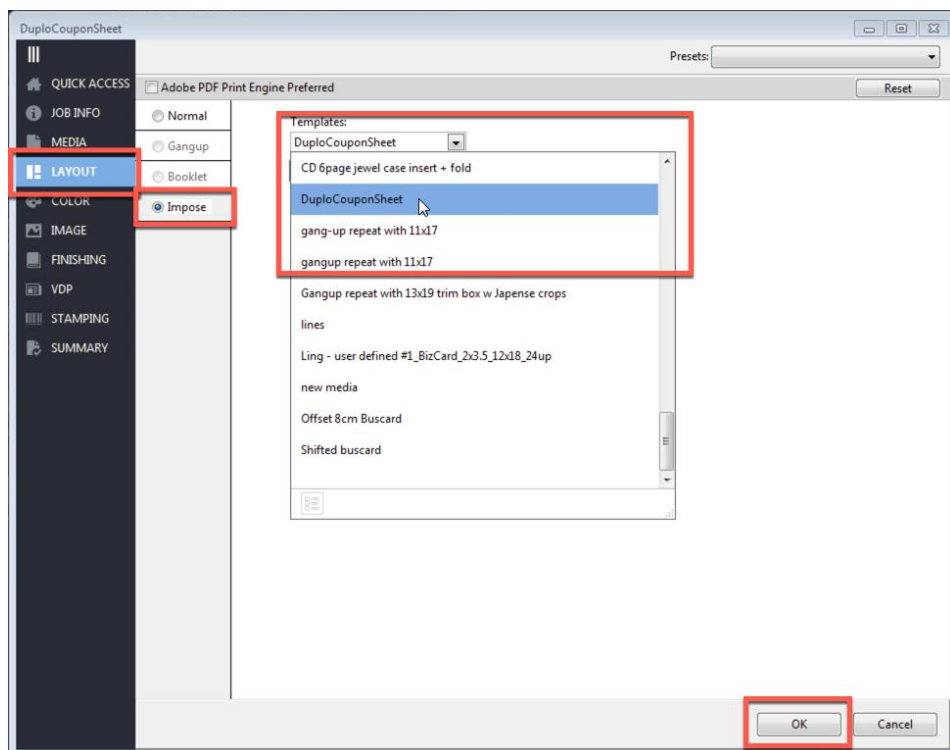 DuploCouponSheet
Presets:
QUICK ACCESS
JOB INFO
MEDIA
LAYOUT
COLOR
IMAGE
FINISHING
VDP
STAMPING
SUMMARY
Adobe PDF Print Engine Preferred
Reset
Normal
Gangup
Booklet
Impose
Templates:
DuploCouponSheet
CD 6page jewel case insert + fold
DuploCouponSheet
gang-up repeat with 11x17
gangup repeat with 11x17
Gangup repeat with 13x19 trim box w Japense crops
lines
Ling - user defined #1_BizCard_2x3.5_12x18_24up
new media
Offset 8cm Buscard
Shifted buscard
OK
Cancel